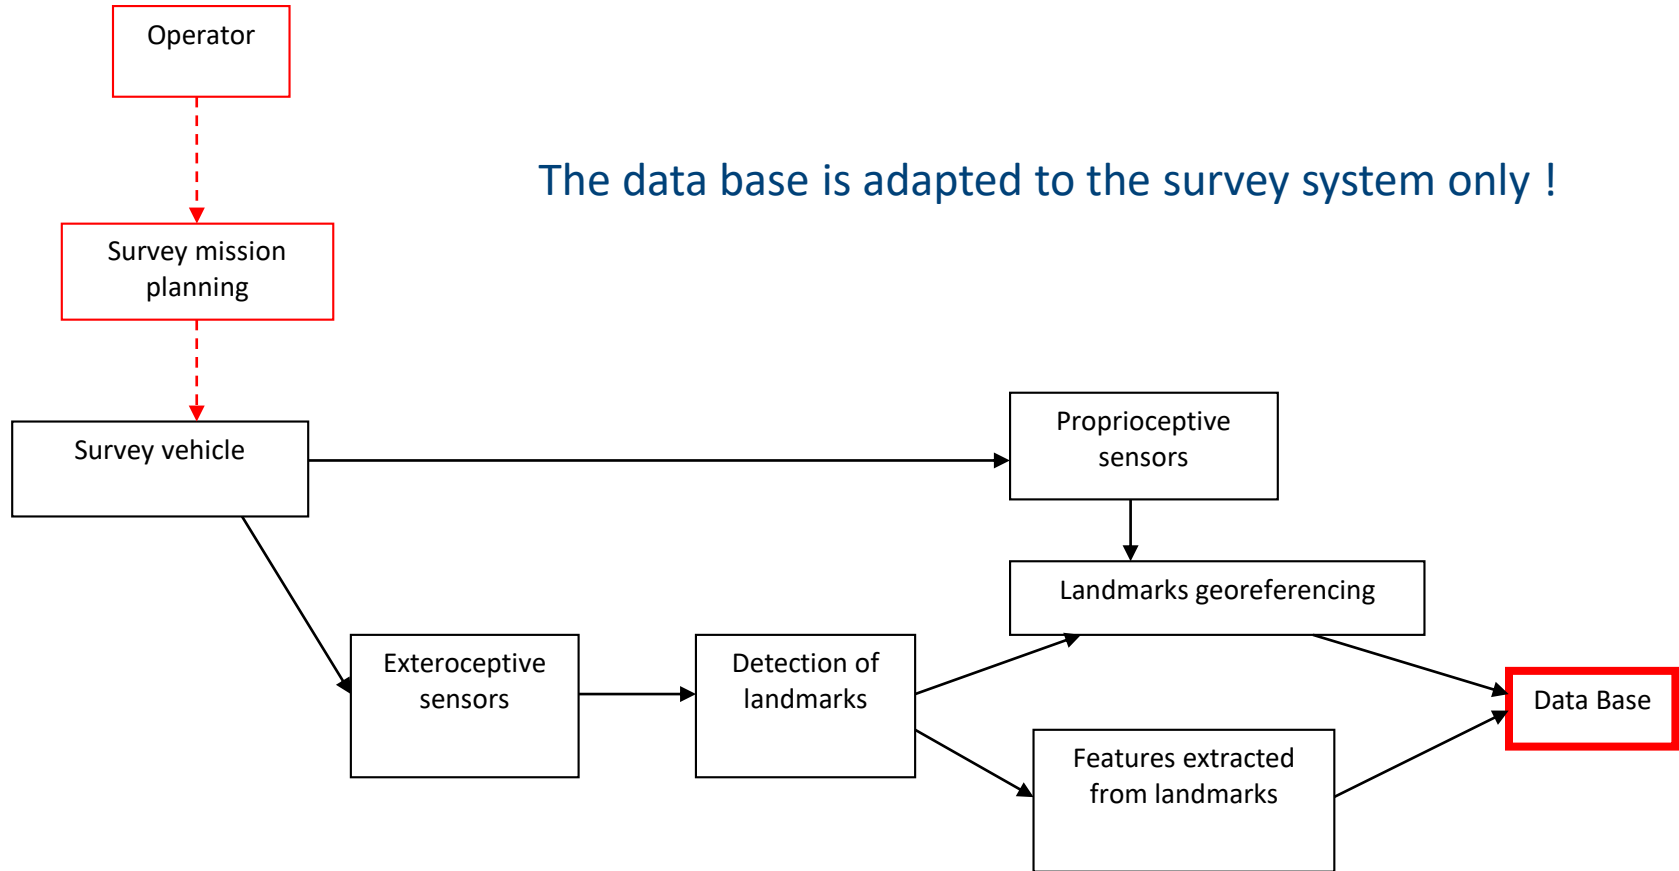 Operator
The data base is adapted to the survey system only !
Survey mission
planning
Survey vehicle
Proprioceptive
sensors
Landmarks georeferencing
Exteroceptive
sensors
Detection of
landmarks
Data Base
Features extracted
from landmarks